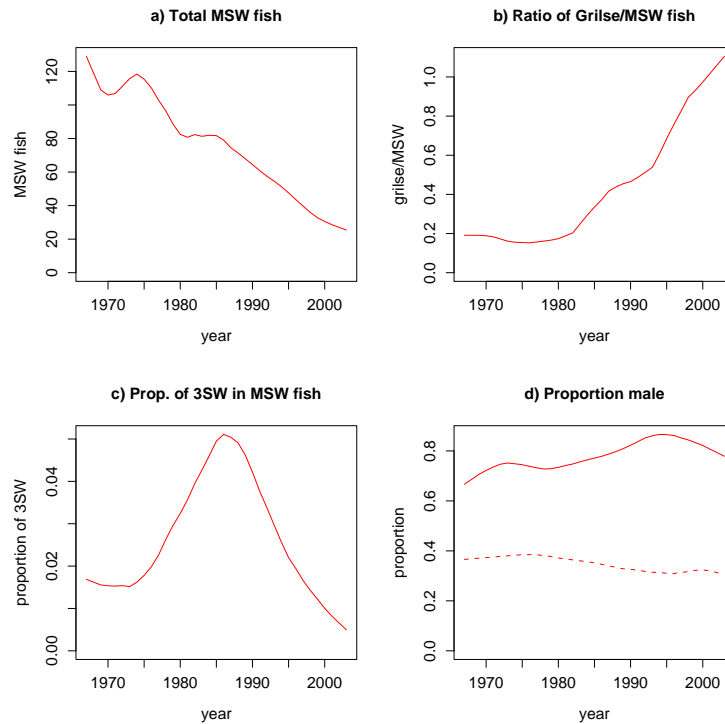 a) Total MSW fish
MSW fish
0 20 40 60 80 120
1970 1980 1990 2000
year
b) Ratio of Grilse/MSW fish
grilse/MSW
0.0 0.2 0.4 0.6 0.8 1.0
1970 1980 1990 2000
year
c) Prop. of 3SW in MSW fish
proportion of 3SW
0.00 0.02 0.04
1970 1980 1990 2000
year
d) Proportion male
proportion
0.0 0.2 0.4 0.6 0.8
1970 1980 1990 2000
year